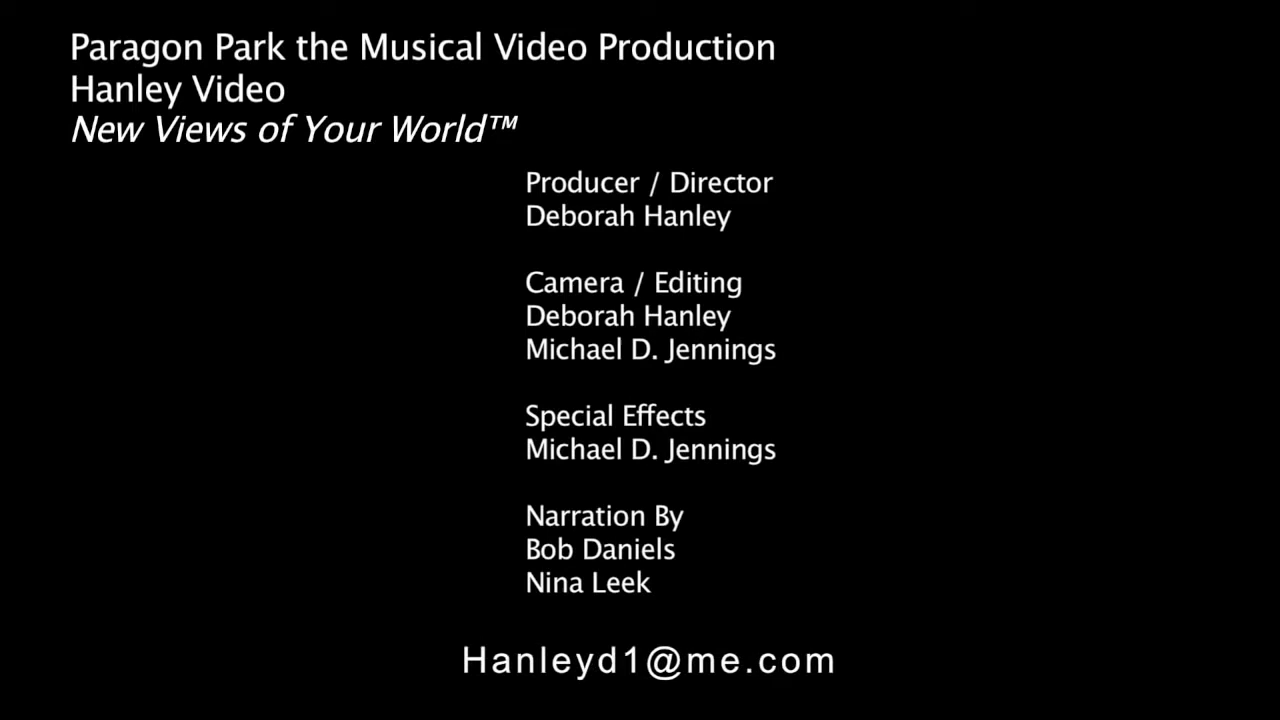 Paragon Park the Musical Video Production
Hanley Video
New Views of Your World™
Producer / Director
Deborah Hanley
Camera / Editing
Deborah Hanley
Michael D. Jennings
Special Effects
Michael D. Jennings
Narration By
Bob Daniels
Nina Leek
Hanleyd1@me.com